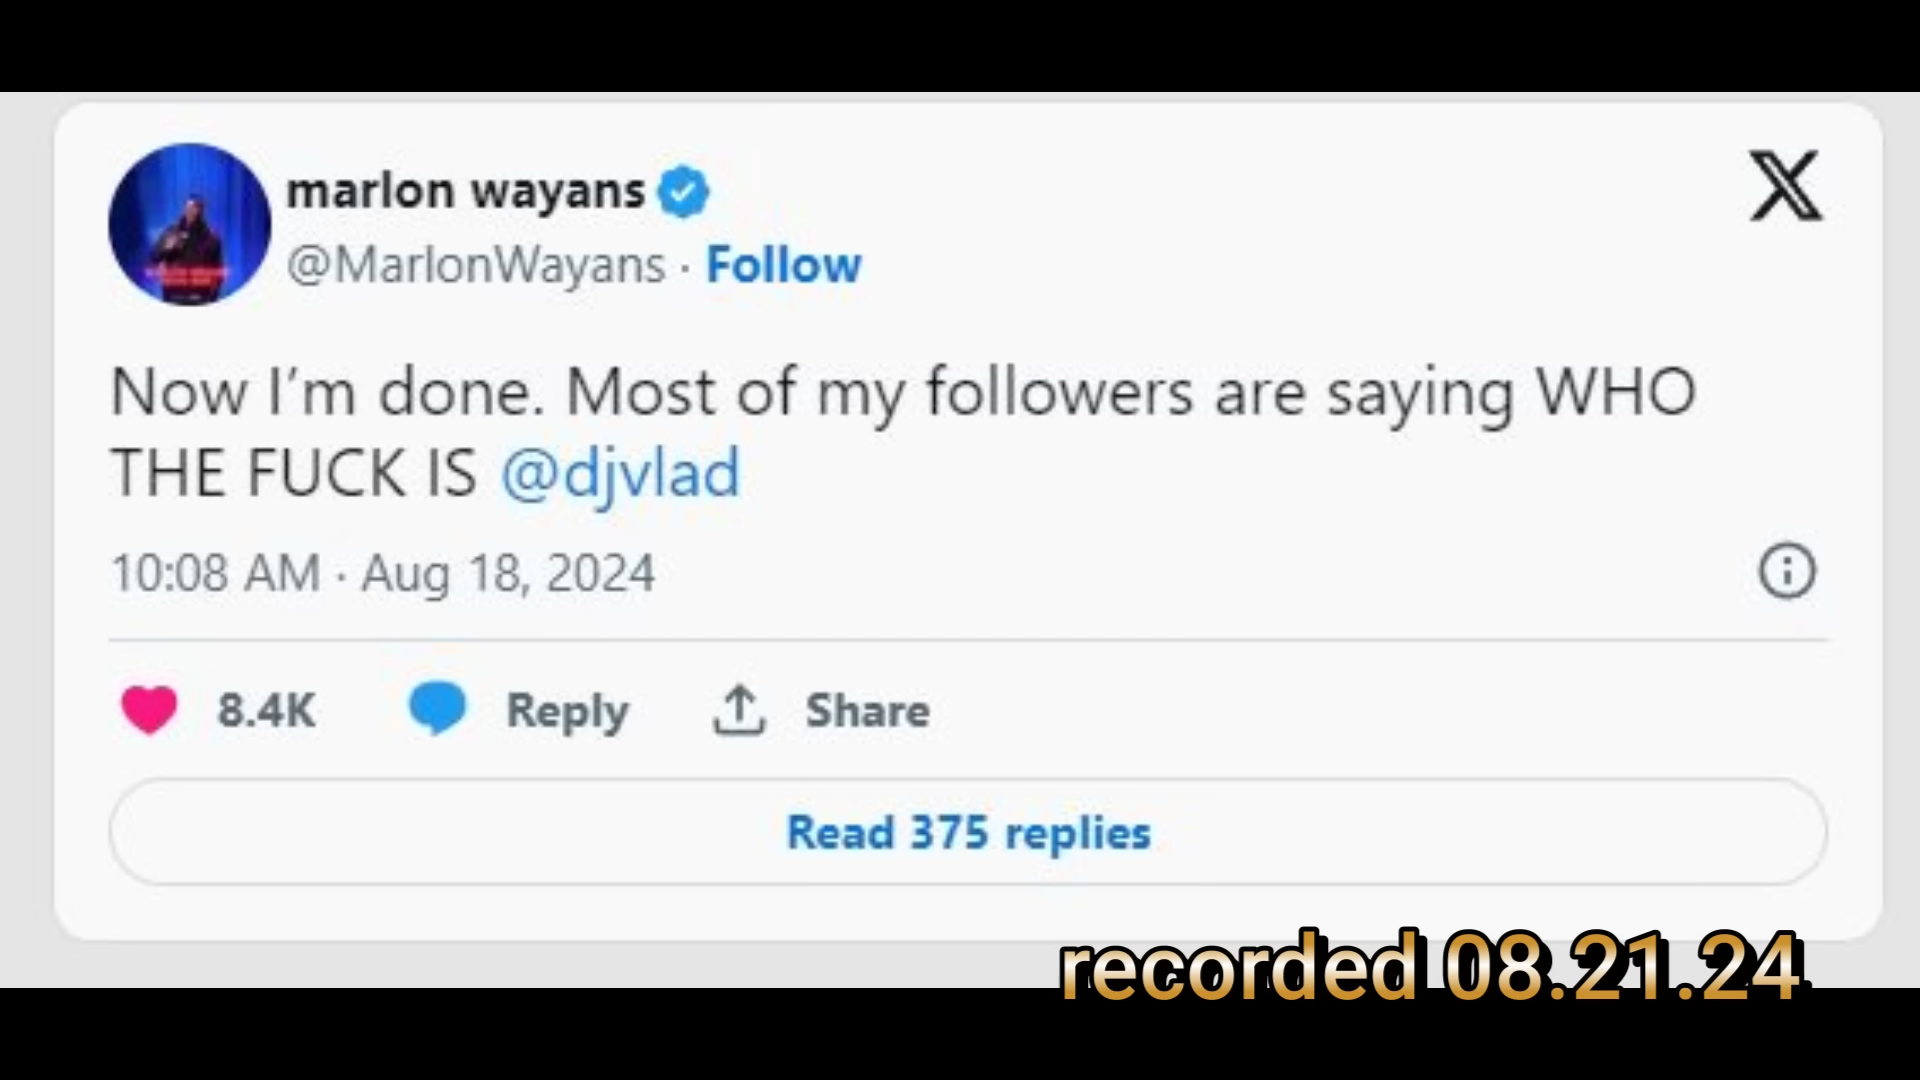 marlon wayans
@MarlonWayans · Follow
Now I'm done. Most of my followers are saying WHO
THE FUCK IS @djvlad
10:08 AM · Aug 18, 2024
8.4K Reply Share
Read 375 replies
recorded 08.21.24